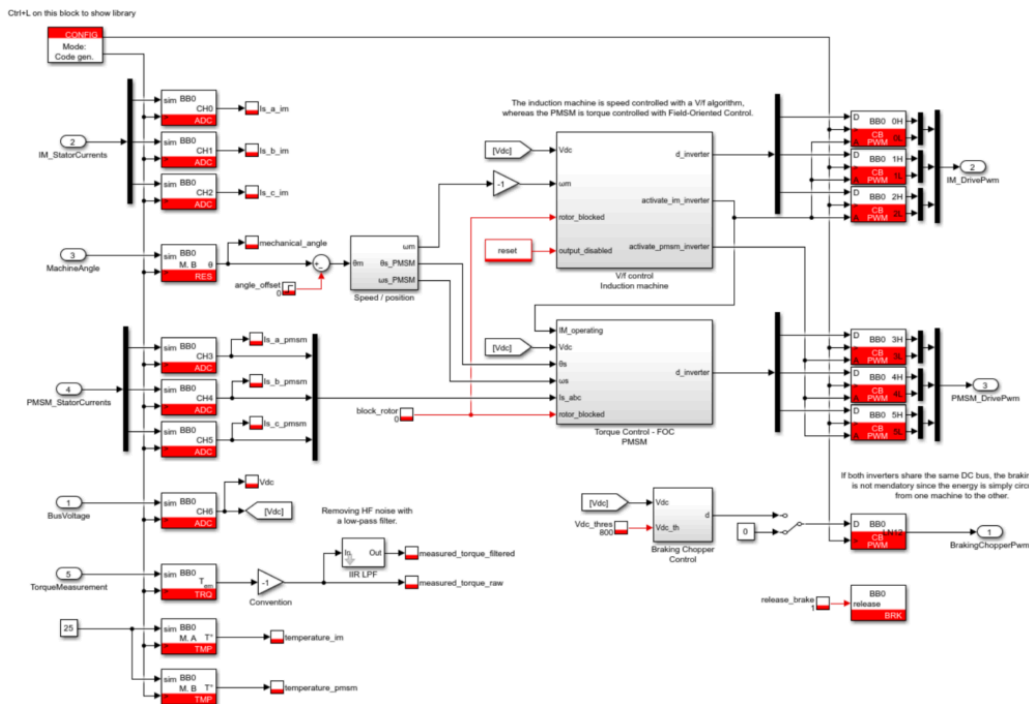 Ctrl+L on this block to show library
CONFIG
Mode:
Code gen.
sim BB0
CH0
ADC
Is_a_im
2
IM_StatorCurrents
sim BB0
CH1
ADC
Is_b_im
sim BB0
CH2
ADC
Is_c_im
The induction machine is speed controlled with a V/f algorithm,
whereas the PMSM is torque controlled with Field-Oriented Control.
[Vdc]
Vdc
d_inverter
-1
ωm
activate_im_inverter
rotor_blocked
reset
output_disabled
activate_pmsm_inverter
V/f control
Induction machine
D BB0 0H
0L
A CB
PWM
D BB0 1H
1L
A CB
PWM
D BB0 2H
2L
A CB
PWM
2
IM_DrivePwm
3
MachineAngle
sim BB0
M. B θ
RES
mechanical_angle
angle_offset
0
θm
ωm
θs_PMSM
ωs_PMSM
Speed / position
4
PMSM_StatorCurrents
sim BB0
CH3
ADC
Is_a_pmsm
sim BB0
CH4
ADC
Is_b_pmsm
sim BB0
CH5
ADC
Is_c_pmsm
block_rotor
0
IM_operating
[Vdc]
Vdc
θs
d_inverter
ωs
Is_abc
rotor_blocked
Torque Control - FOC
PMSM
D BB0 3H
3L
A CB
PWM
D BB0 4H
4L
A CB
PWM
D BB0 5H
5L
A CB
PWM
3
PMSM_DrivePwm
If both inverters share the same DC bus, the braking
is not mendatory since the energy is simply circu
from one machine to the other.
1
BusVoltage
sim BB0
CH6
ADC
Vdc
[Vdc]
Removing HF noise with
a low-pass filter.
[Vdc]
Vdc
d
Vdc_thres
800
Vdc_th
Braking Chopper
Control
0
D BB0
LN12
CB
PWM
1
BrakingChopperPwm
5
TorqueMeasurement
sim BB0
Tem
TRQ
-1
Convention
In Out
IIR LPF
measured_torque_filtered
measured_torque_raw
release_brake
1
BB0
release
BRK
25
sim BB0
M. A T°
TMP
temperature_im
sim BB0
M. B T°
TMP
temperature_pmsm